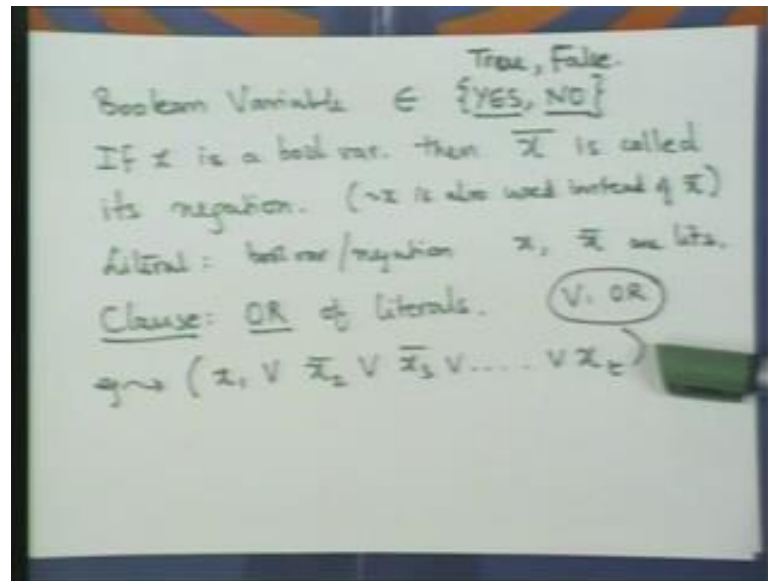 True, False.
Boolean Variable ∈ {YES, NO}
If x is a bool var. then x̅ is called
its negation. (~x is also used instead of x̅)
Literal: bool var/negation x, x̅ are lits.
Clause: OR of literals. V: OR
eg→ (x₁ ∨ x̅₂ ∨ x̅₃ ∨ .... ∨ x_t)